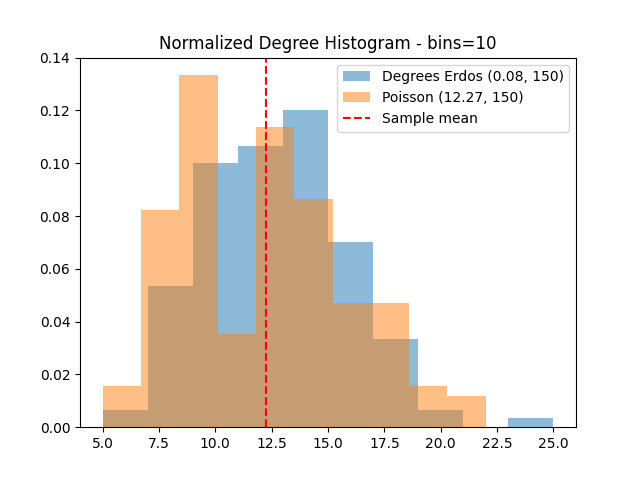 Normalized Degree Histogram - bins=10
Degrees Erdos (0.08, 150)
Poisson (12.27, 150)
Sample mean
0.14
0.12
0.10
0.08
0.06
0.04
0.02
0.00
5.0 7.5 10.0 12.5 15.0 17.5 20.0 22.5 25.0